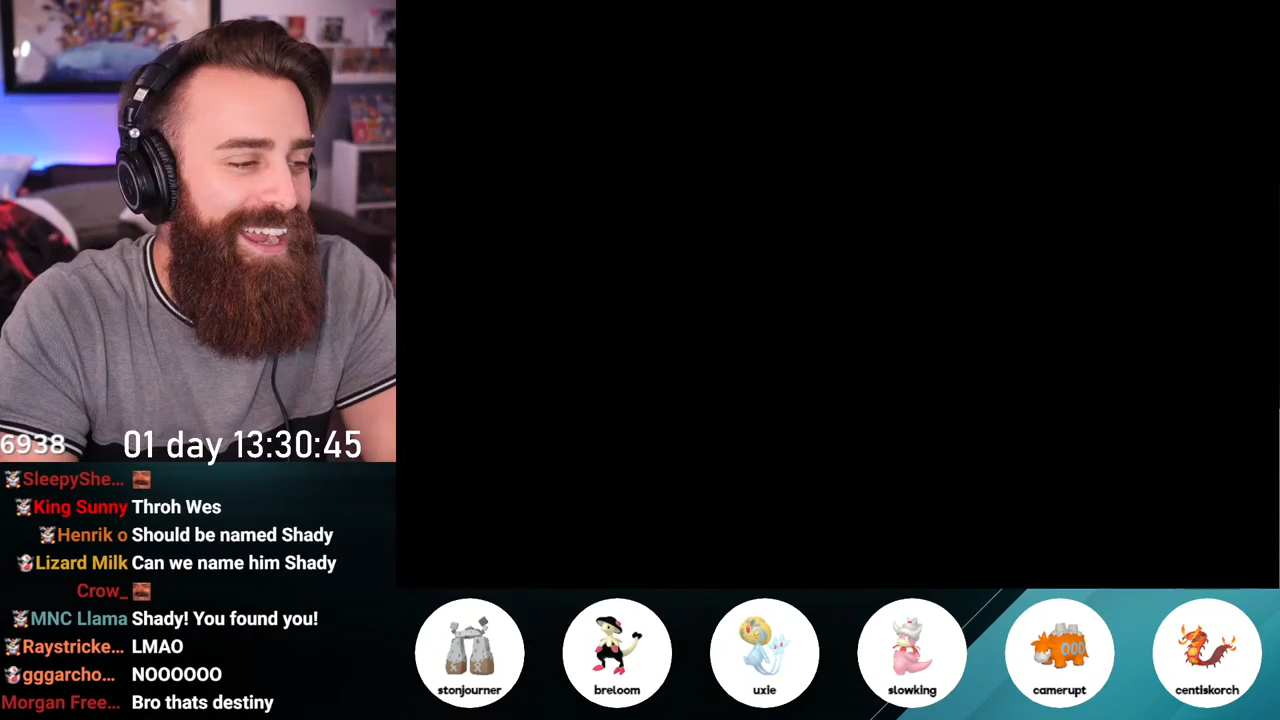 6938
01 day 13:30:45
SleepyShe...
King Sunny Throh Wes
Henrik o Should be named Shady
Lizard Milk Can we name him Shady
Crow_
MNC Llama Shady! You found you!
Raystricke... LMAO
gggarcho... NOOOOOO
Morgan Free... Bro thats destiny
stonjourner
breloom
uxie
slowking
camerupt
centiskorch